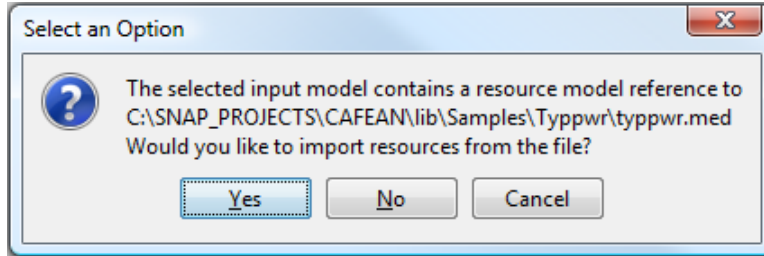 Select an Option
The selected input model contains a resource model reference to
C:\SNAP_PROJECTS\CAFEAN\lib\Samples\Typpwr\typpwr.med
Would you like to import resources from the file?
Yes No Cancel